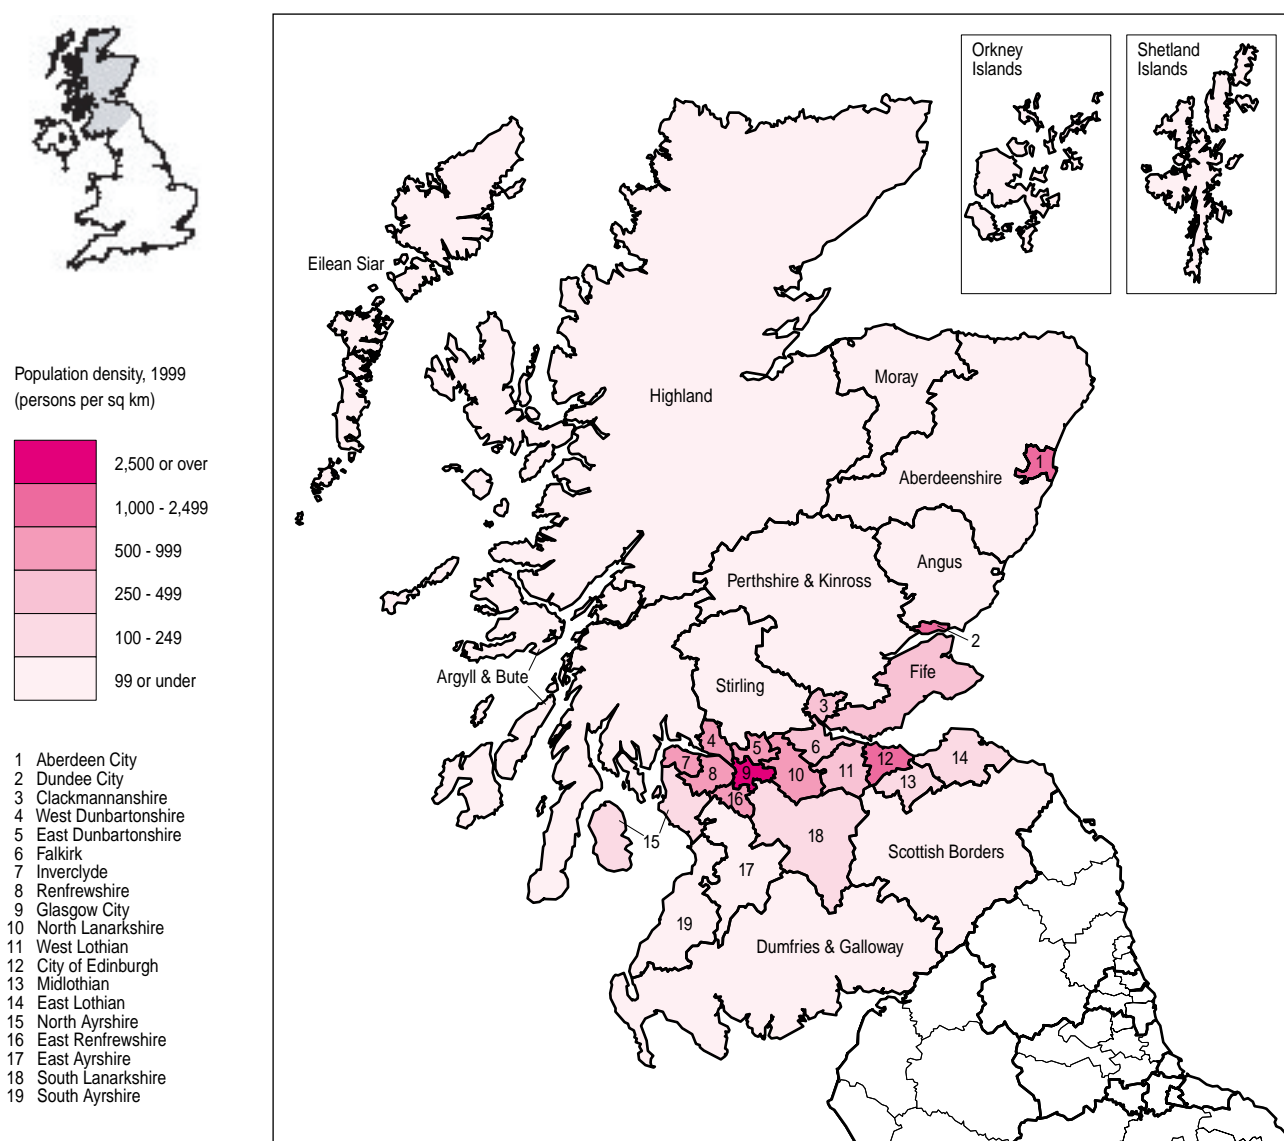 Population density, 1999
(persons per sq km)
2,500 or over
1,000 - 2,499
500 - 999
250 - 499
100 - 249
99 or under
1 Aberdeen City
2 Dundee City
3 Clackmannanshire
4 West Dunbartonshire
5 East Dunbartonshire
6 Falkirk
7 Inverclyde
8 Renfrewshire
9 Glasgow City
10 North Lanarkshire
11 West Lothian
12 City of Edinburgh
13 Midlothian
14 East Lothian
15 North Ayrshire
16 East Renfrewshire
17 East Ayrshire
18 South Lanarkshire
19 South Ayrshire
Orkney
Islands
Shetland
Islands
Eilean Siar
Highland
Moray
Aberdeenshire
1
Angus
Perthshire & Kinross
2
Argyll & Bute
Stirling
Fife
3
4
5
6
7
8
9
10
11
12
13
14
15
16
17
18
19
Scottish Borders
Dumfries & Galloway